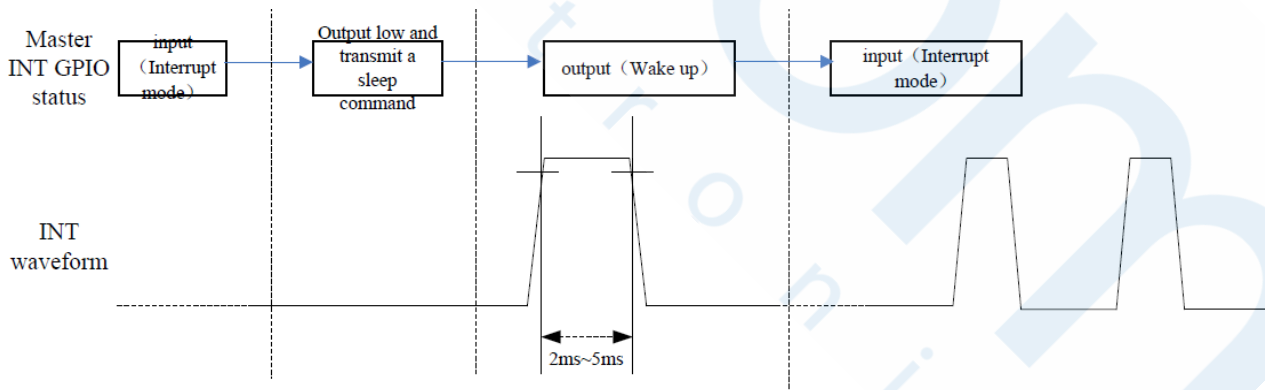 Master
INT GPIO
status
input
（Interrupt
mode）
Output low and
transmit a
sleep
command
output（Wake up）
input（Interrupt
mode）
INT
waveform
2ms~5ms
t
r
o
n
i